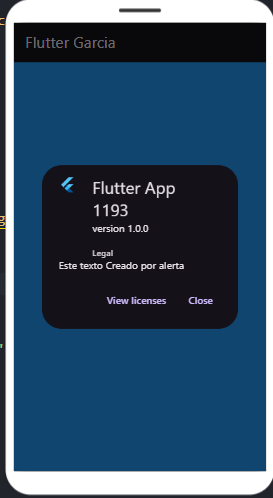 Flutter Garcia
Flutter App
1193
version 1.0.0
Legal
Este texto Creado por alerta
View licenses Close